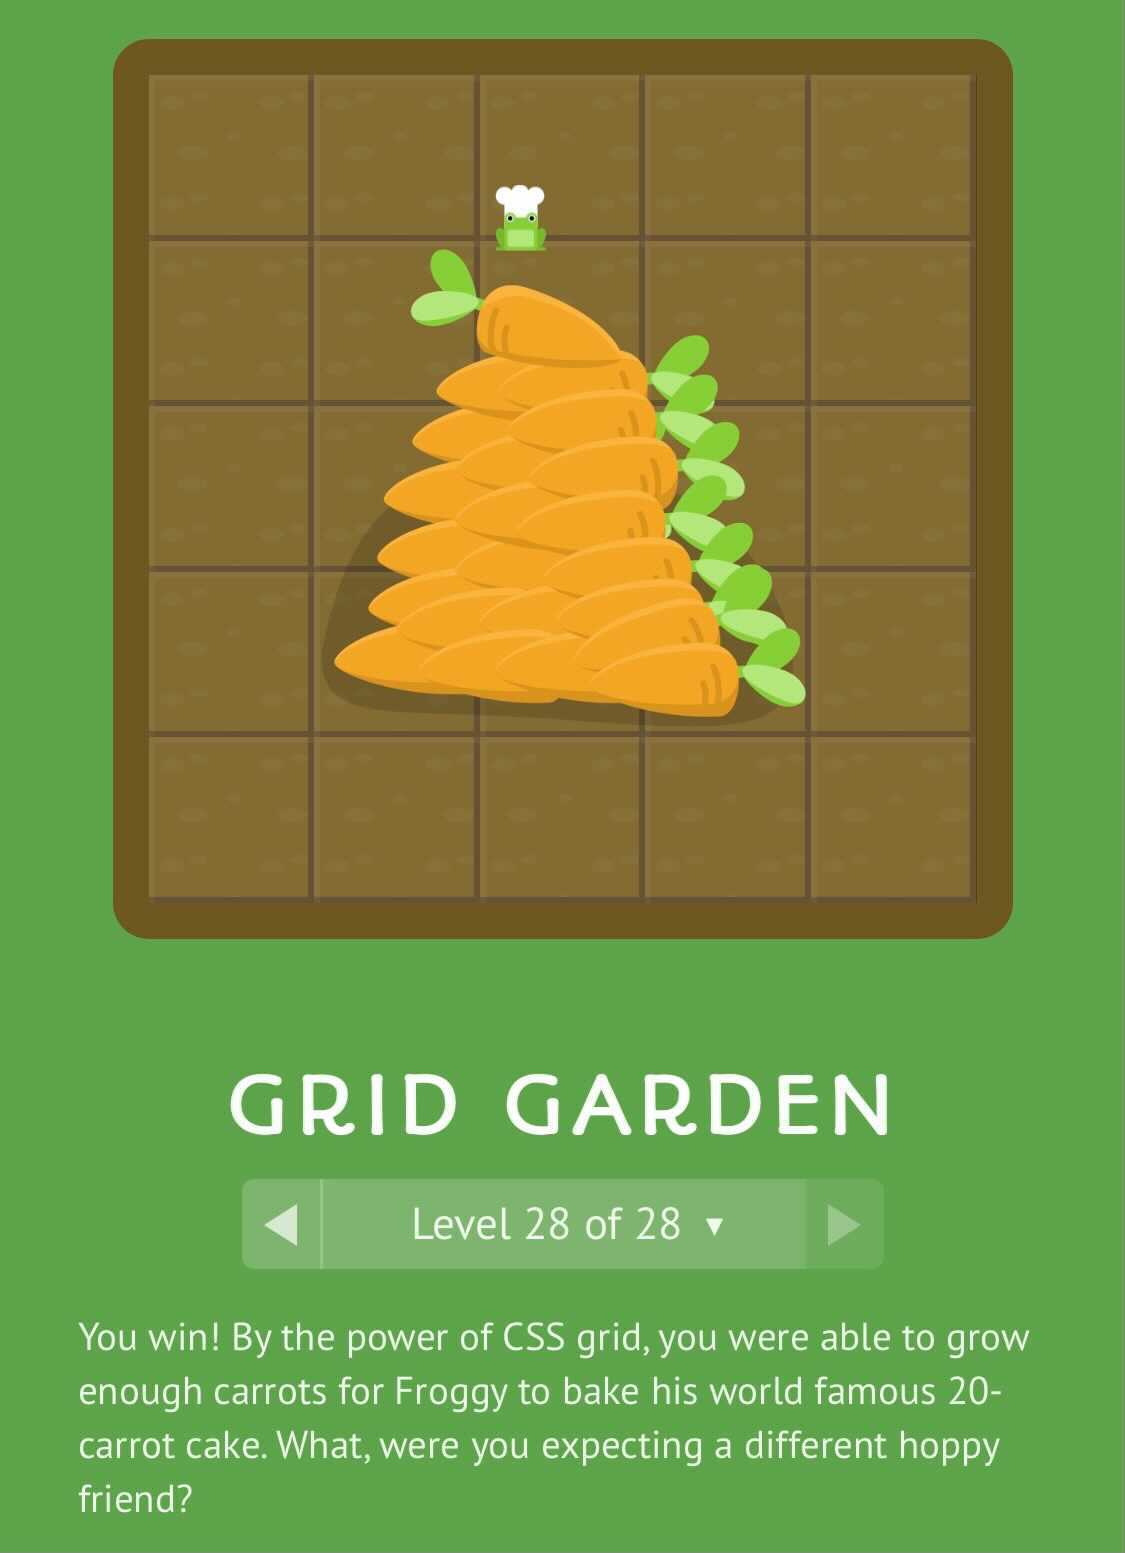 GRID GARDEN
Level 28 of 28 ▼
You win! By the power of CSS grid, you were able to grow
enough carrots for Froggy to bake his world famous 20-
carrot cake. What, were you expecting a different hoppy
friend?